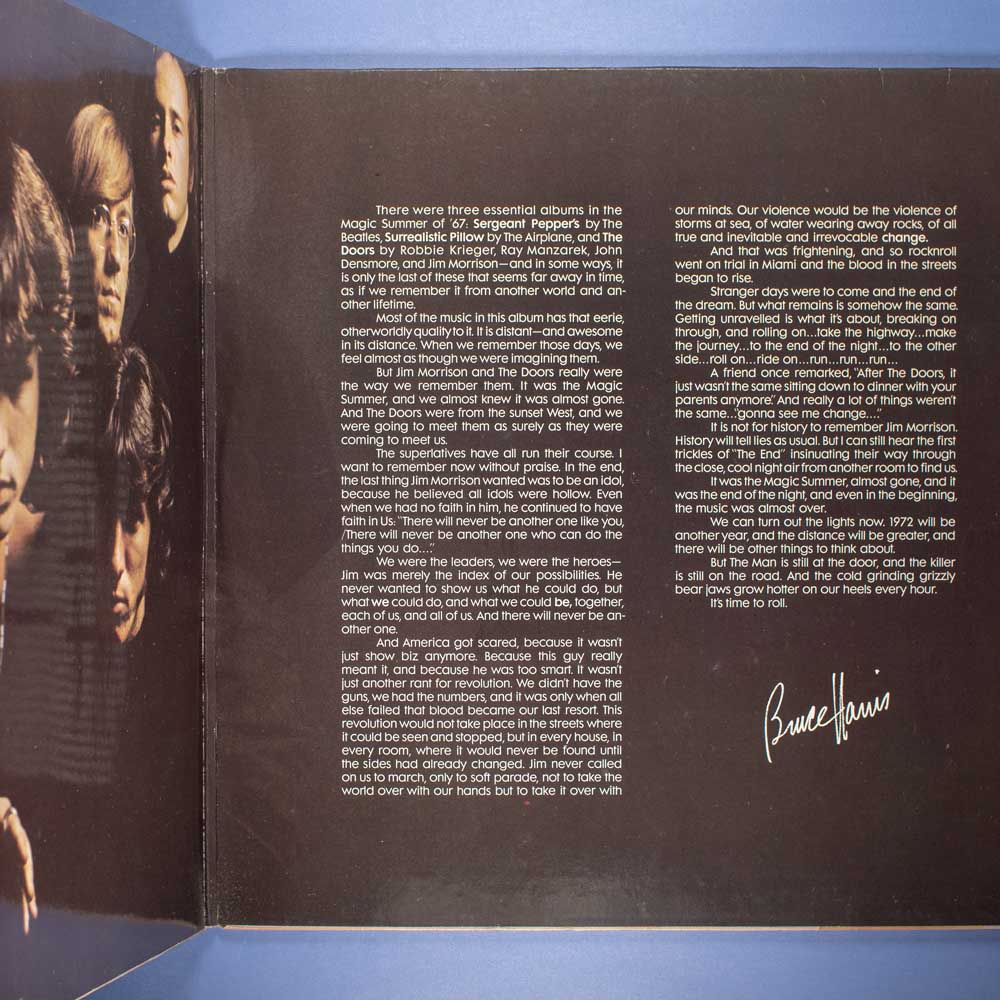 There were three essential albums in the
Magic Summer of '67: Sergeant Pepper's by The
Beatles, Surrealistic Pillow by The Airplane, and The
Doors by Robbie Krieger, Ray Manzarek, John
Densmore, and Jim Morrison—and in some ways, it
is only the last of these that seems far away in time,
as if we remember it from another world and an-
other lifetime.
Most of the music in this album has that eerie,
otherworldly quality to it. It is distant—and awesome
in its distance. When we remember those days, we
feel almost as though we were imagining them.
But Jim Morrison and The Doors really were
the way we remember them. It was the Magic
Summer, and we almost knew it was almost gone.
And The Doors were from the sunset West, and we
were going to meet them as surely as they were
coming to meet us.
The superlatives have all run their course. I
want to remember now without praise. In the end,
the last thing Jim Morrison wanted was to be an idol,
because he believed all idols were hollow. Even
when we had no faith in him, he continued to have
faith in Us: "There will never be another one like you,
/There will never be another one who can do the
things you do...."
We were the leaders, we were the heroes—
Jim was merely the index of our possibilities. He
never wanted to show us what he could do, but
what we could do, and what we could be, together,
each of us, and all of us. And there will never be an-
other one.
And America got scared, because it wasn't
just show biz anymore. Because this guy really
meant it, and because he was too smart. It wasn't
just another rant for revolution. We didn't have the
guns, we had the numbers, and it was only when all
else failed that blood became our last resort. This
revolution would not take place in the streets where
it could be seen and stopped, but in every house, in
every room, where it would never be found until
the sides had already changed. Jim never called
on us to march, only to soft parade, not to take the
world over with our hands but to take it over with
our minds. Our violence would be the violence of
storms at sea, of water wearing away rocks, of all
true and inevitable and irrevocable change.
And that was frightening, and so rocknroll
went on trial in Miami and the blood in the streets
began to rise.
Stranger days were to come and the end of
the dream. But what remains is somehow the same.
Getting unravelled is what it's about, breaking on
through, and rolling on...take the highway...make
the journey...to the end of the night...to the other
side...roll on...ride on...run...run...run...
A friend once remarked, "After The Doors, it
just wasn't the same sitting down to dinner with your
parents anymore." And really a lot of things weren't
the same..."gonna see me change...."
It is not for history to remember Jim Morrison.
History will tell lies as usual. But I can still hear the first
trickles of "The End" insinuating their way through
the close, cool night air from another room to find us.
It was the Magic Summer, almost gone, and it
was the end of the night, and even in the beginning,
the music was almost over.
We can turn out the lights now. 1972 will be
another year, and the distance will be greater, and
there will be other things to think about.
But The Man is still at the door, and the killer
is still on the road. And the cold grinding grizzly
bear jaws grow hotter on our heels every hour.
It's time to roll.
Bruce Harris